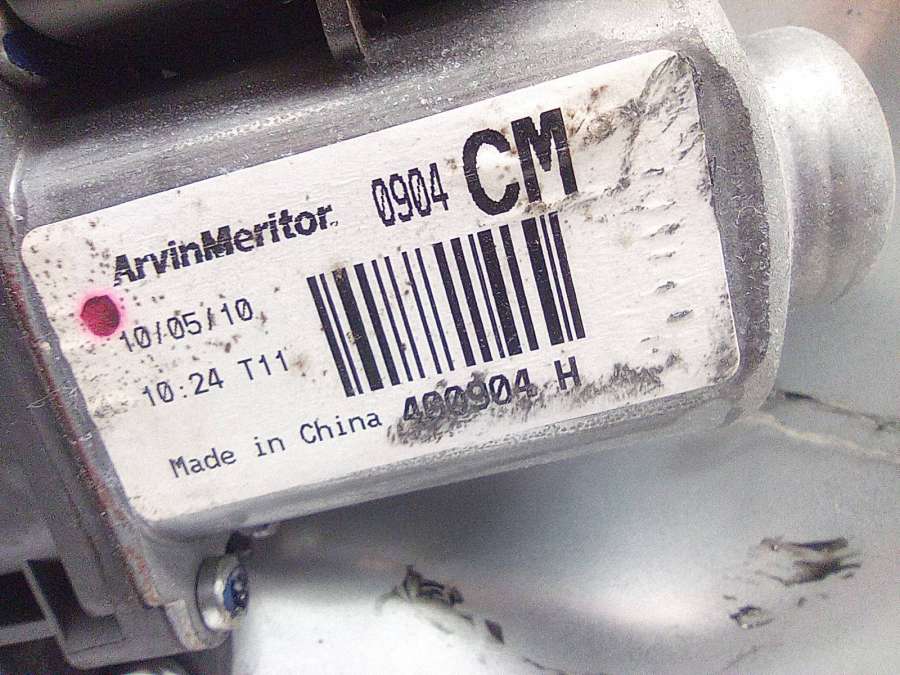 0904 CM
ArvinMeritor
10/05/10
10:24 T11
400904 H
Made in China